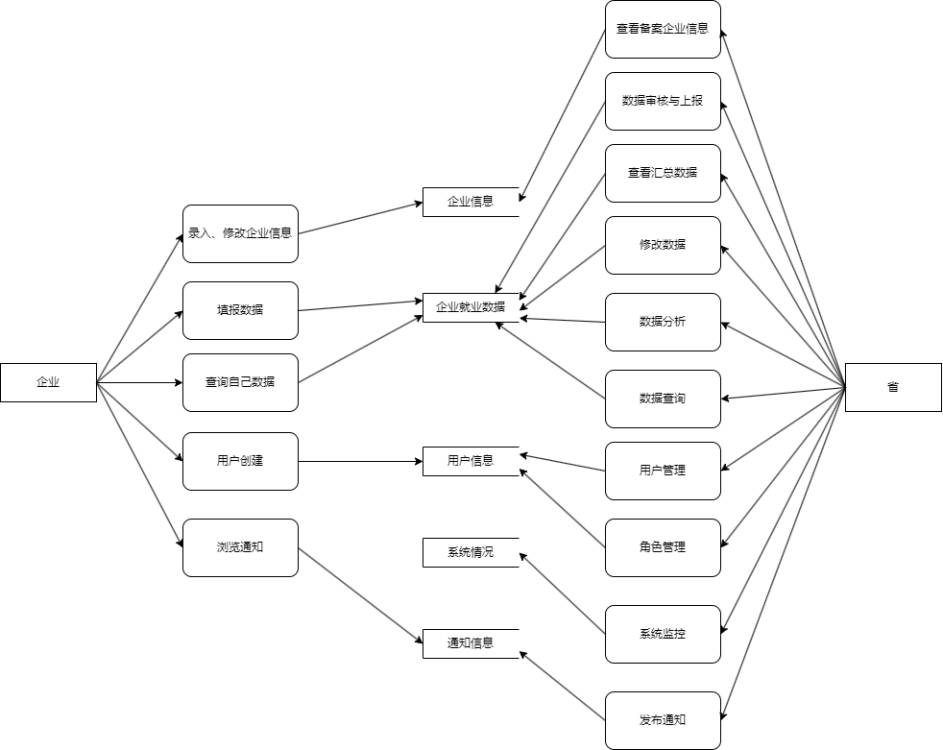 查看备案企业信息
数据审核与上报
查看汇总数据
企业信息
录入、修改企业信息
修改数据
填报数据
企业就业数据
数据分析
企业
查询自己数据
省
数据查询
用户创建
用户信息
用户管理
浏览通知
系统情况
角色管理
系统监控
通知信息
发布通知